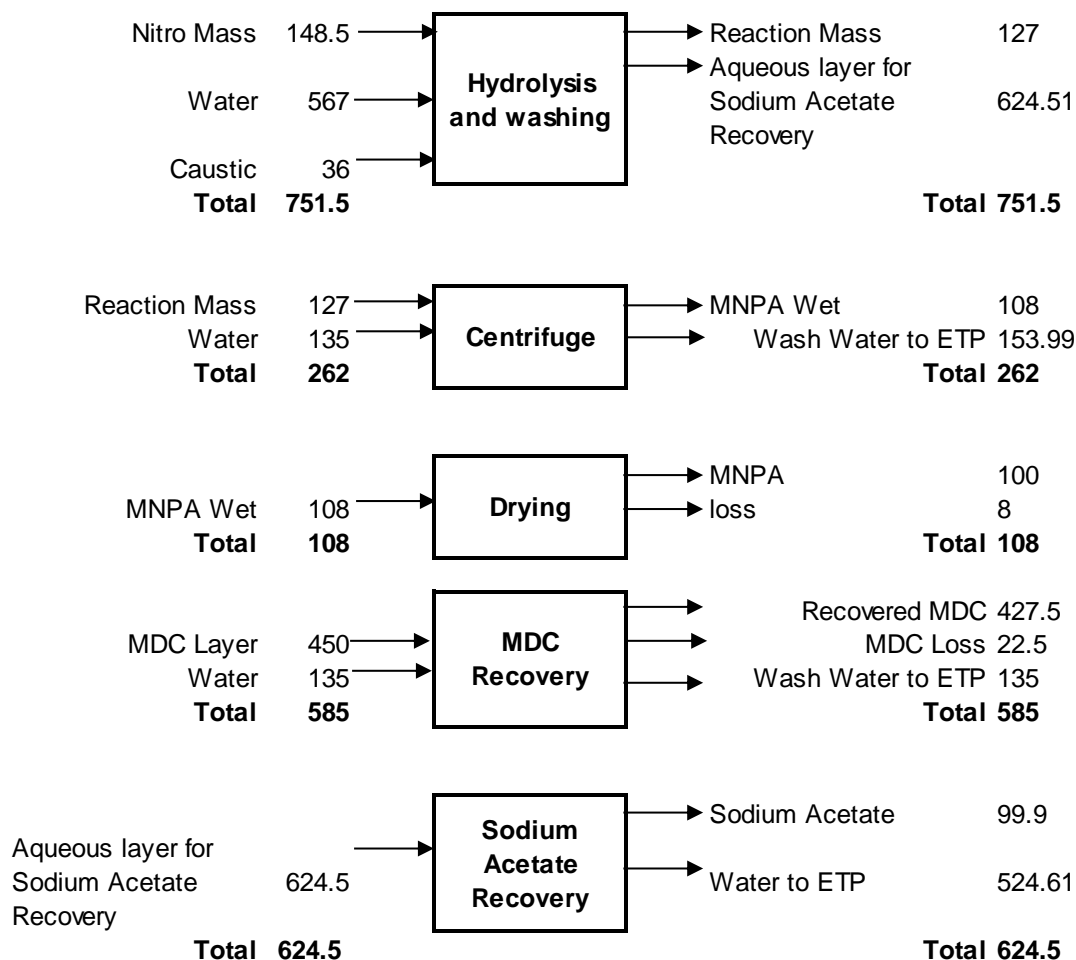 Nitro Mass 148.5 Reaction Mass 127
Aqueous layer for
Hydrolysis
Water 567 Sodium Acetate 624.51
and washing
Recovery
Caustic 36
Total 751.5 Total 751.5
Reaction Mass 127 MNPA Wet 108
Water 135 Centrifuge Wash Water to ETP 153.99
Total 262 Total 262
MNPA 100
MNPA Wet 108 Drying loss 8
Total 108 Total 108
Recovered MDC 427.5
MDC Layer 450 MDC MDC Loss 22.5
Water 135 Recovery Wash Water to ETP 135
Total 585 Total 585
Sodium Acetate 99.9
Sodium
Aqueous layer for
Acetate
Sodium Acetate 624.5 Water to ETP 524.61
Recovery
Recovery
Total 624.5 Total 624.5